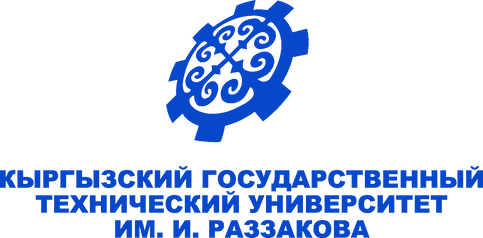 КЫРГЫЗСКИЙ ГОСУДАРСТВЕННЫЙ
ТЕХНИЧЕСКИЙ УНИВЕРСИТЕТ
ИМ. И. РАЗЗАКОВА